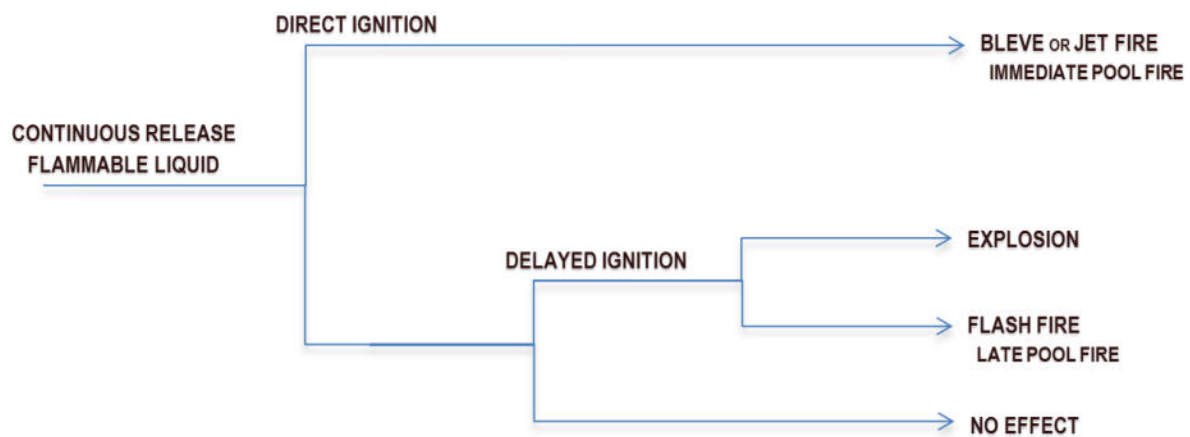 DIRECT IGNITION
BLEVE OR JET FIRE
IMMEDIATE POOL FIRE
CONTINUOUS RELEASE
FLAMMABLE LIQUID
DELAYED IGNITION
EXPLOSION
FLASH FIRE
LATE POOL FIRE
NO EFFECT